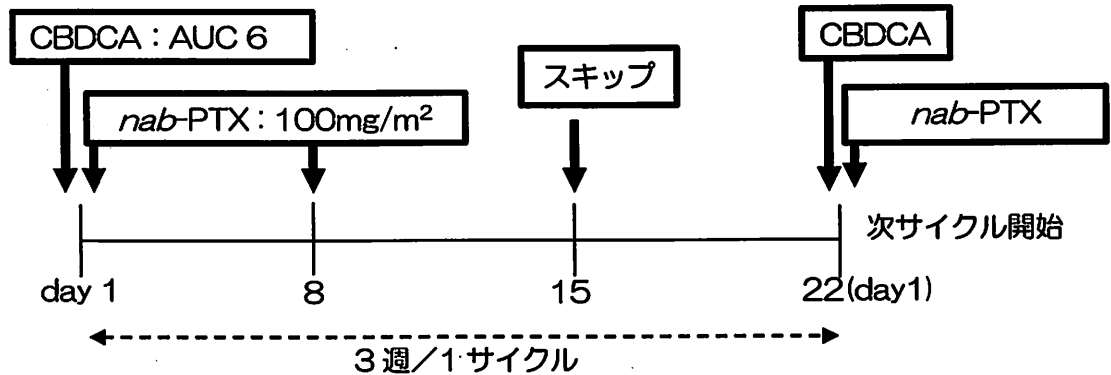 CBDCA:AUC 6
CBDCA
スキップ
nab-PTX:100mg/m²
nab-PTX
次サイクル開始
day 1
8
15
22(day1)
3週/1サイクル